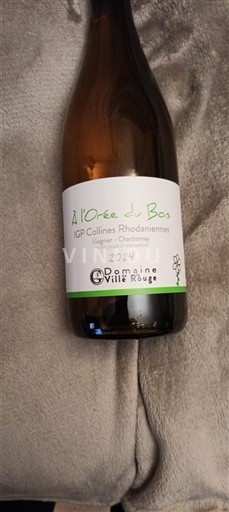 À l'Orée du Bois
IGP Collines Rhodaniennes
Viognier - Chardonnay
2024
Domaine
Ville Rouge